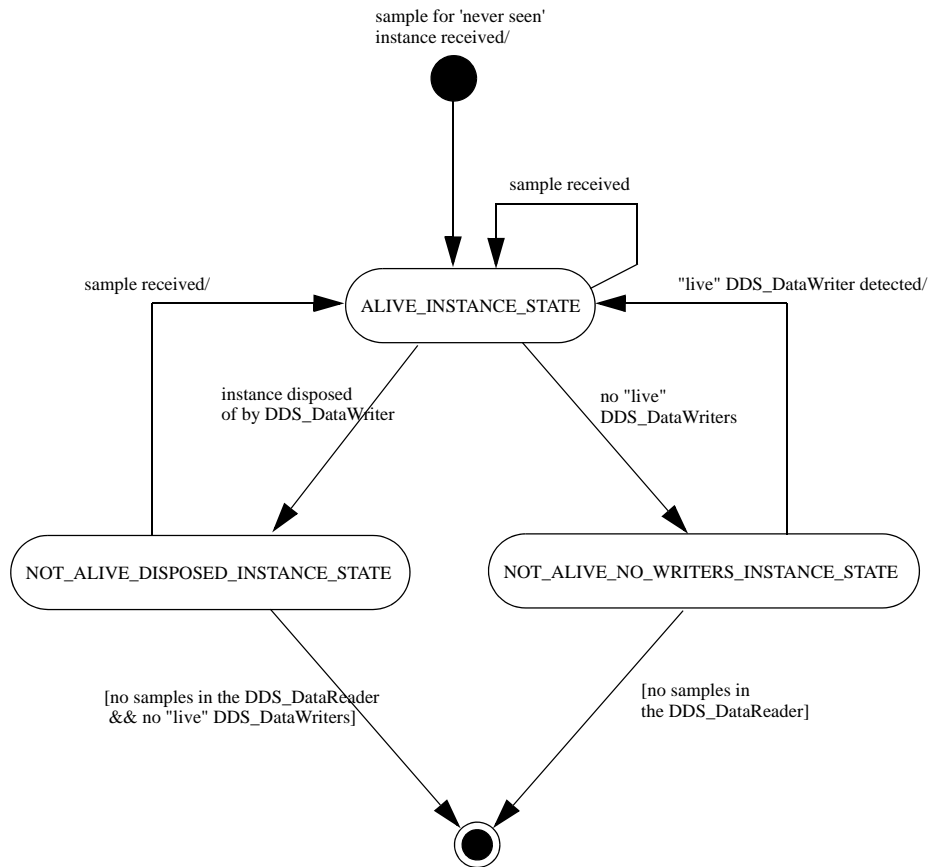 sample for 'never seen'
instance received/
sample received
sample received/
"live" DDS_DataWriter detected/
ALIVE_INSTANCE_STATE
instance disposed
of by DDS_DataWriter
no "live"
DDS_DataWriters
NOT_ALIVE_DISPOSED_INSTANCE_STATE
NOT_ALIVE_NO_WRITERS_INSTANCE_STATE
[no samples in the DDS_DataReader
&& no "live" DDS_DataWriters]
[no samples in
the DDS_DataReader]